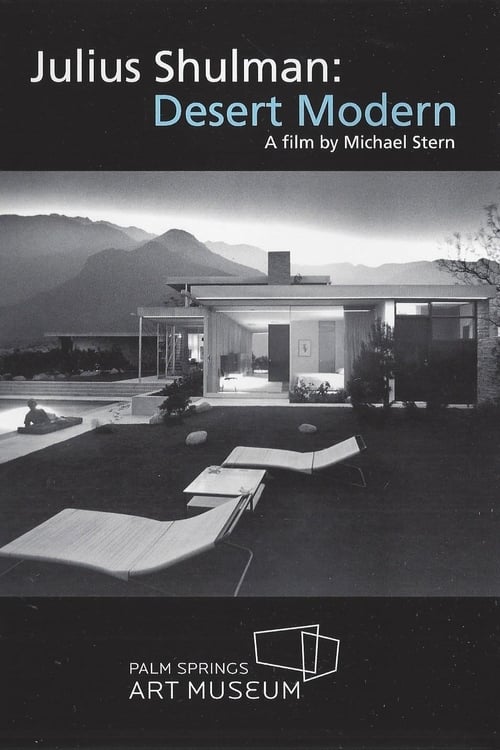 Julius Shulman:
Desert Modern
A film by Michael Stern
PALM SPRINGS
ART MUSEUM